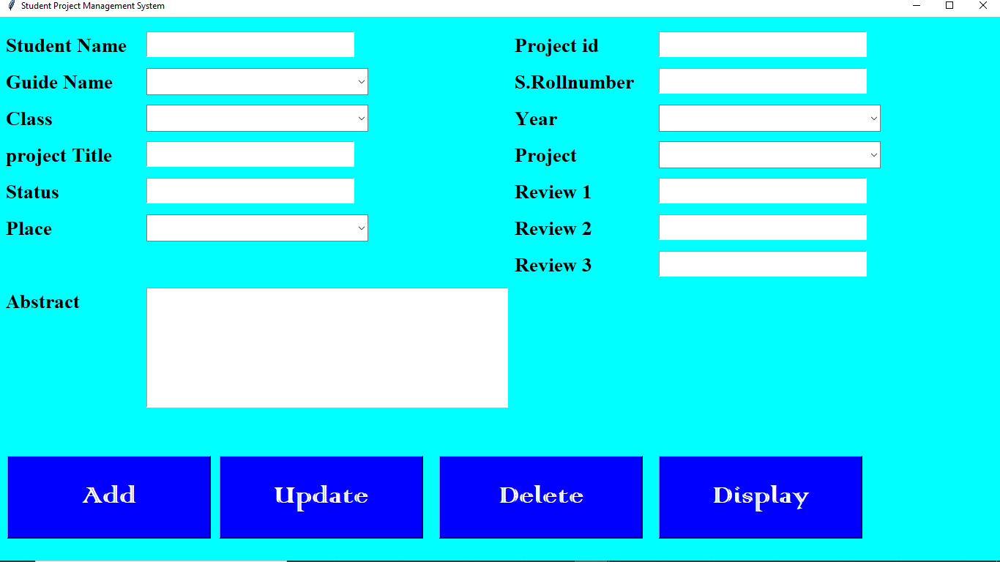 Student Project Management System
Student Name
Project id
Guide Name
S.Rollnumber
Class
Year
project Title
Project
Status
Review 1
Place
Review 2
Review 3
Abstract
Add
Update
Delete
Display